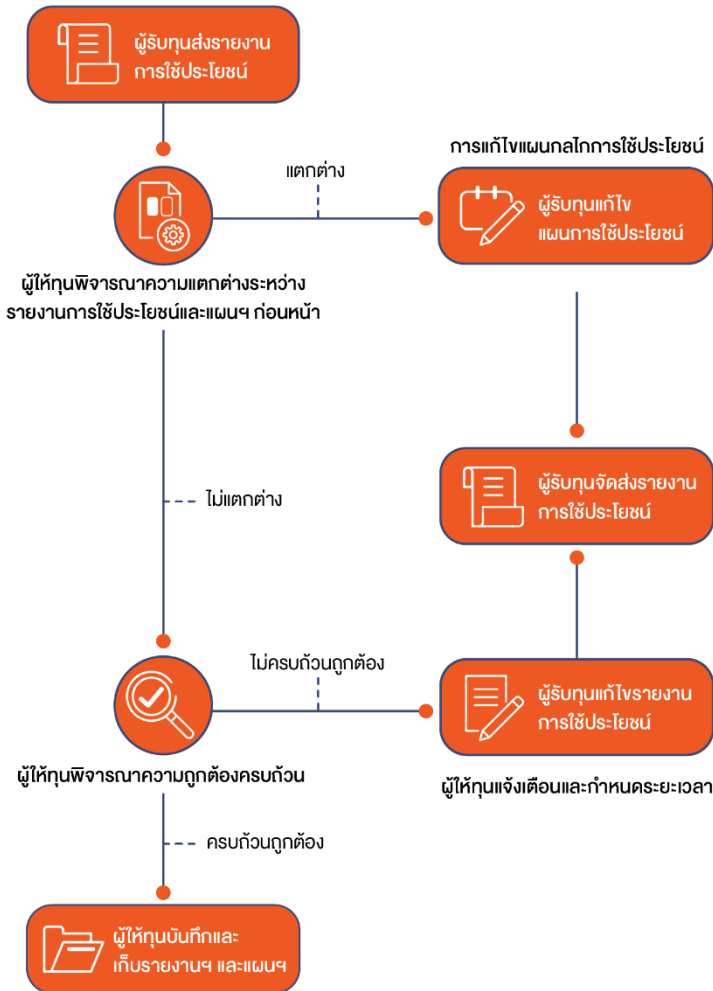 ผู้รับทุนส่งรายงาน
การใช้ประโยชน์
การแก้ไขแผนกลไกการใช้ประโยชน์
แตกต่าง
ผู้รับทุนแก้ไข
แผนการใช้ประโยชน์
ผู้ให้ทุนพิจารณาความแตกต่างระหว่าง
รายงานการใช้ประโยชน์และแผนฯ ก่อนหน้า
ไม่แตกต่าง
ผู้รับทุนจัดส่งรายงาน
การใช้ประโยชน์
ไม่ครบถ้วนถูกต้อง
ผู้รับทุนแก้ไขรายงาน
การใช้ประโยชน์
ผู้ให้ทุนพิจารณาความถูกต้องครบถ้วน
ผู้ให้ทุนแจ้งเตือนและกำหนดระยะเวลา
ครบถ้วนถูกต้อง
ผู้ให้ทุนบันทึกและ
เก็บรายงานฯ และแผนฯ